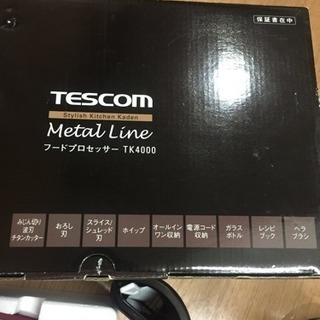 保証書在中
TESCOM
Stylish Kitchen Kaden
Metal Line
フードプロセッサー TK4000
みじん切り
波刃
チタンカッター
おろし
刃
スライス/
シュレッド
刃
ホイップ
オールイン
ワン収納
電源コード
収納
ガラス
ボトル
レシピ
ブック
ヘラ
ブラシ